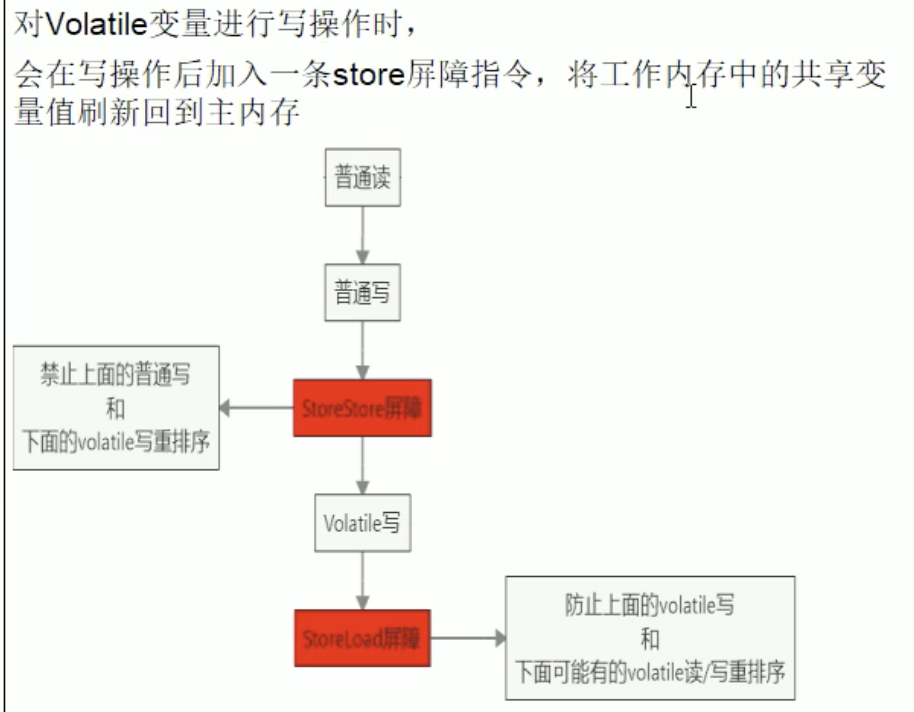 对Volatile变量进行写操作时，
会在写操作后加入一条store屏障指令，将工作内存中的共享变
量值刷新回到主内存
普通读
普通写
禁止上面的普通写
和
下面的volatile写重排序
StoreStore屏障
Volatile写
StoreLoad屏障
防止上面的volatile写
和
下面可能有的volatile读/写重排序